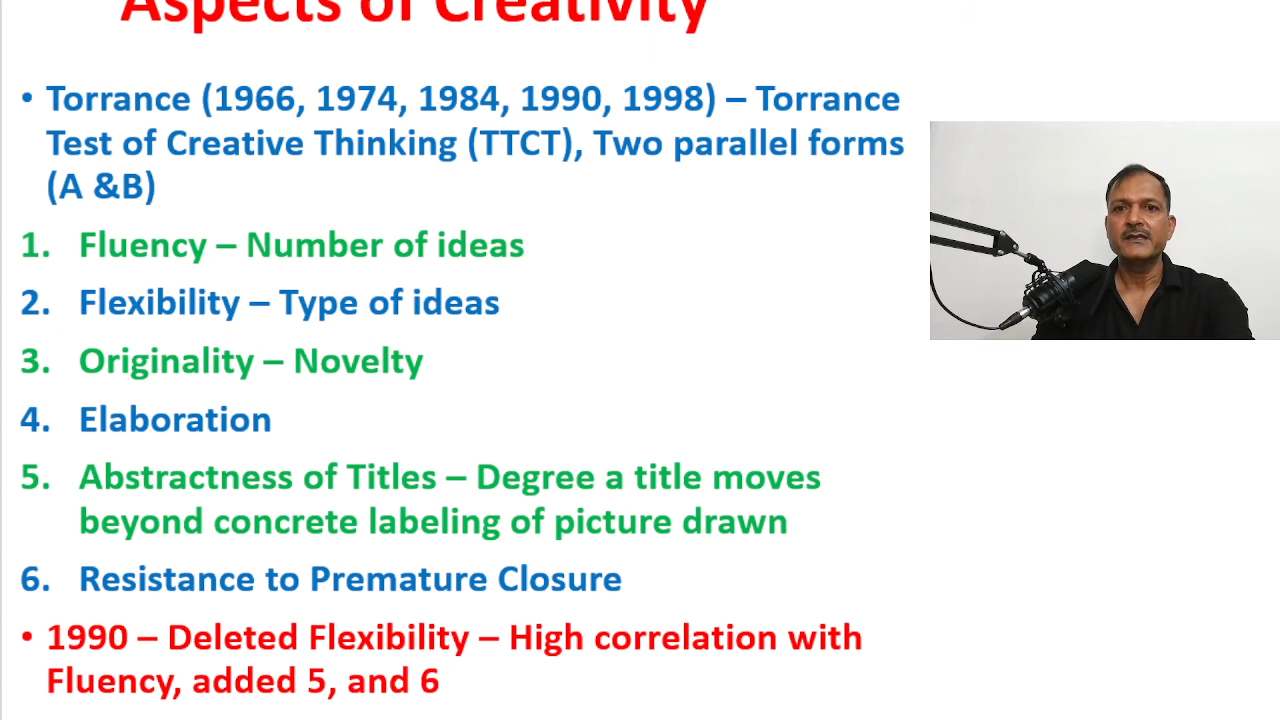 Aspects of Creativity
• Torrance (1966, 1974, 1984, 1990, 1998) – Torrance
Test of Creative Thinking (TTCT), Two parallel forms
(A &B)
1. Fluency – Number of ideas
2. Flexibility – Type of ideas
3. Originality – Novelty
4. Elaboration
5. Abstractness of Titles – Degree a title moves
beyond concrete labeling of picture drawn
6. Resistance to Premature Closure
• 1990 – Deleted Flexibility – High correlation with
Fluency, added 5, and 6